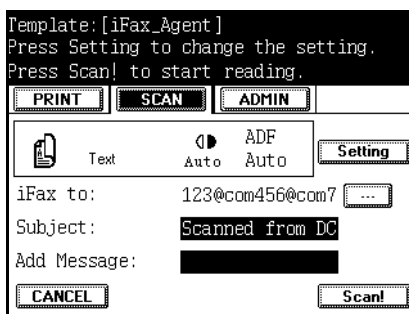 Template:[iFax_Agent]
Press Setting to change the setting.
Press Scan! to start reading.
PRINT SCAN ADMIN
Text Auto ADF Auto Setting
iFax to: 123@com456@com7 ...
Subject: Scanned from DC
Add Message:
CANCEL Scan!